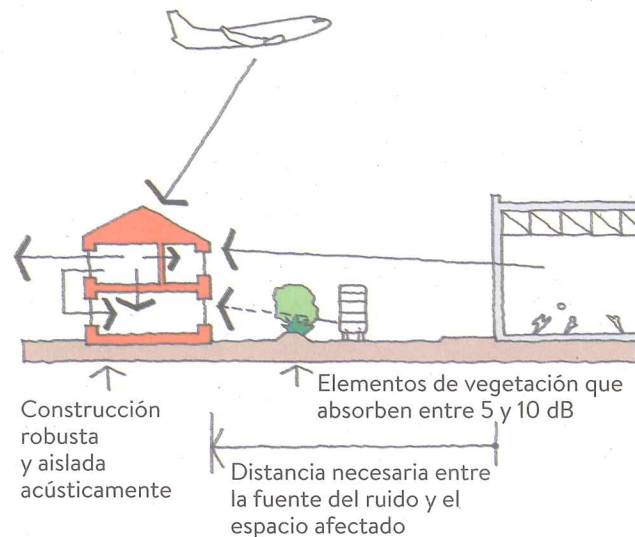 Elementos de vegetación que
absorben entre 5 y 10 dB
Construcción
robusta
y aislada
acústicamente
Distancia necesaria entre
la fuente del ruido y el
espacio afectado